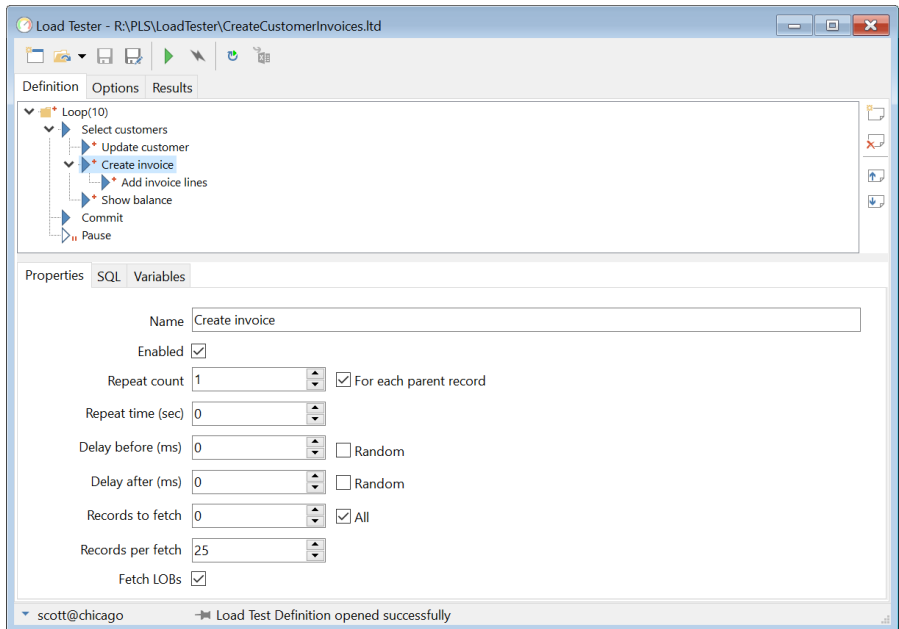 Load Tester - R:\PLS\LoadTester\CreateCustomerInvoices.ltd
Definition Options Results
Loop(10)
Select customers
Update customer
Create invoice
Add invoice lines
Show balance
Commit
Pause
Properties SQL Variables
Name Create invoice
Enabled
Repeat count 1 For each parent record
Repeat time (sec) 0
Delay before (ms) 0 Random
Delay after (ms) 0 Random
Records to fetch 0 All
Records per fetch 25
Fetch LOBs
scott@chicago Load Test Definition opened successfully